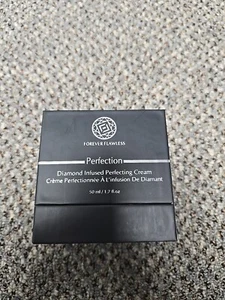 FOREVER FLAWLESS
Perfection
Diamond Infused Perfecting Cream
Crème Perfectionnée À L'infusion De Diamant
50 ml / 1.7 fl.oz